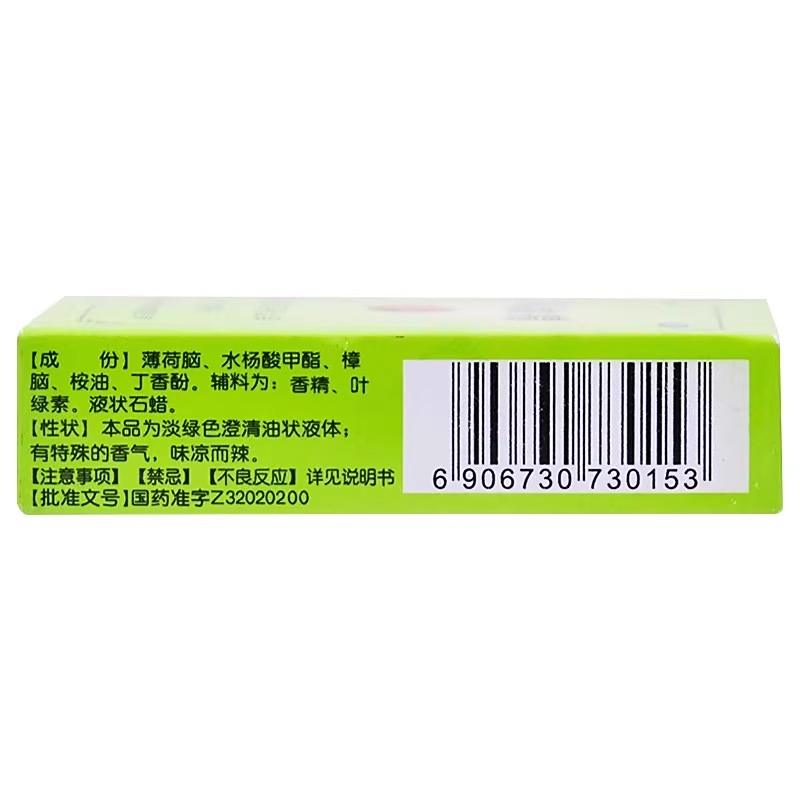 【成 份】薄荷脑、水杨酸甲酯、樟
脑、桉油、丁香酚。辅料为：香精、叶
绿素。液状石蜡。
【性状】本品为淡绿色澄清油状液体；
有特殊的香气，味凉而辣。
【注意事项】【禁忌】【不良反应】详见说明书
【批准文号】国药准字Z32020200
6 906730 730153